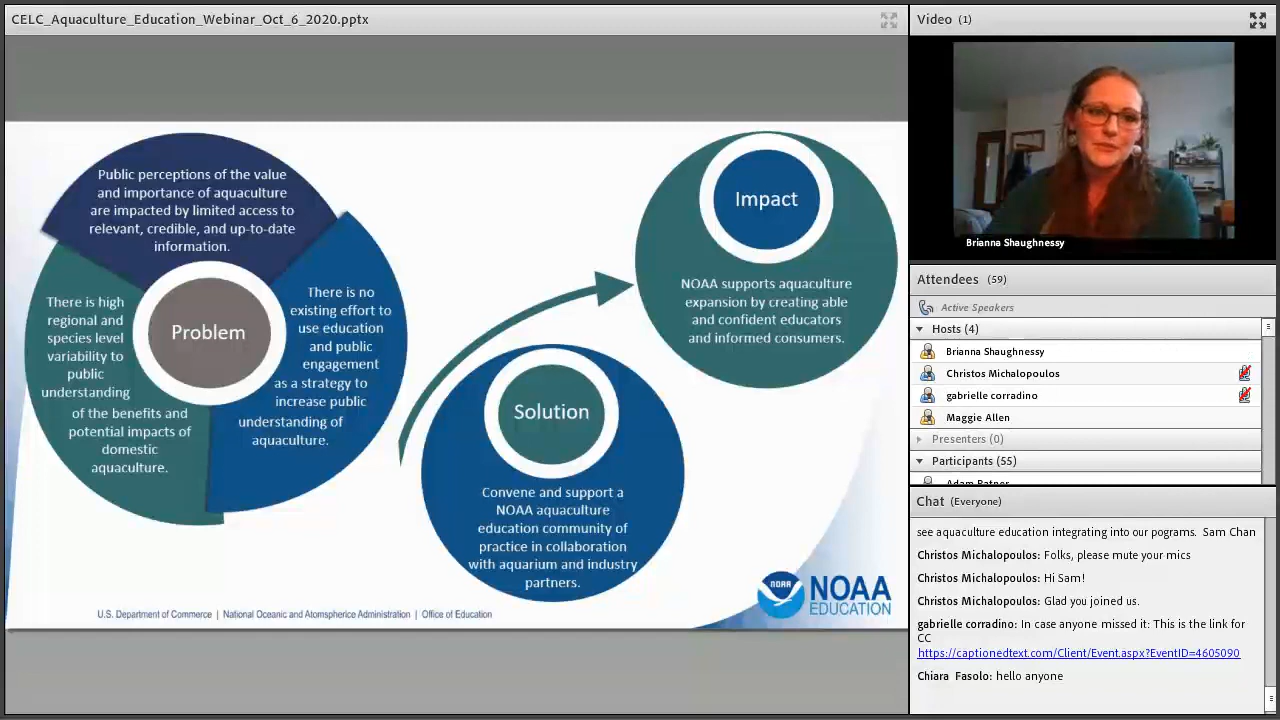 CELC_Aquaculture_Education_Webinar_Oct_6_2020.pptx
Public perceptions of the value
and importance of aquaculture
are impacted by limited access to
relevant, credible, and up-to-date
information.
There is high
regional and
species level
variability to
public
understanding
of the benefits and
potential impacts of
domestic
aquaculture.
Problem
There is no
existing effort to
use education
and public
engagement
as a strategy to
increase public
understanding of
aquaculture.
Solution
Convene and support a
NOAA aquaculture
education community of
practice in collaboration
with aquarium and industry
partners.
Impact
NOAA supports aquaculture
expansion by creating able
and confident educators
and informed consumers.
U.S. Department of Commerce | National Oceanic and Atomspherice Administration | Office of Education
NOAA
NOAA
EDUCATION
Video (1)
Brianna Shaughnessy
Attendees (59)
Active Speakers
Hosts (4)
Brianna Shaughnessy
Christos Michalopoulos
gabrielle corradino
Maggie Allen
Presenters (0)
Participants (55)
Adam Ratner
Chat (Everyone)
see aquaculture education integrating into our pograms. Sam Chan
Christos Michalopoulos: Folks, please mute your mics
Christos Michalopoulos: Hi Sam!
Christos Michalopoulos: Glad you joined us.
gabrielle corradino: In case anyone missed it: This is the link for
CC
https://captionedtext.com/Client/Event.aspx?EventID=4605090
Chiara Fasolo: hello anyone